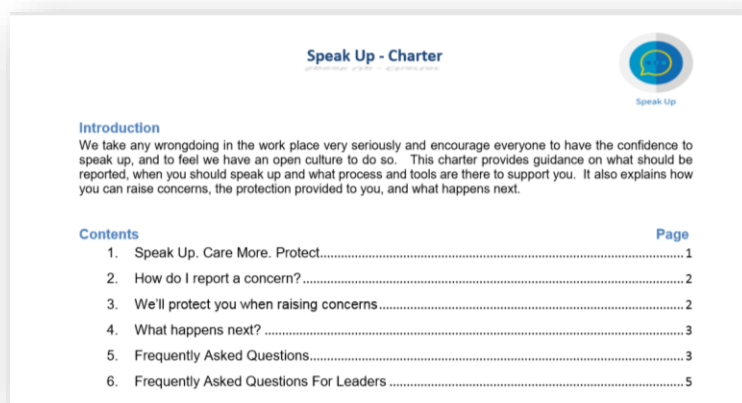 Speak Up - Charter
Speak Up
Introduction
We take any wrongdoing in the work place very seriously and encourage everyone to have the confidence to
speak up, and to feel we have an open culture to do so. This charter provides guidance on what should be
reported, when you should speak up and what process and tools are there to support you. It also explains how
you can raise concerns, the protection provided to you, and what happens next.
Contents Page
1. Speak Up. Care More. Protect. 1
2. How do I report a concern? 2
3. We'll protect you when raising concerns 2
4. What happens next? 3
5. Frequently Asked Questions 3
6. Frequently Asked Questions For Leaders 5